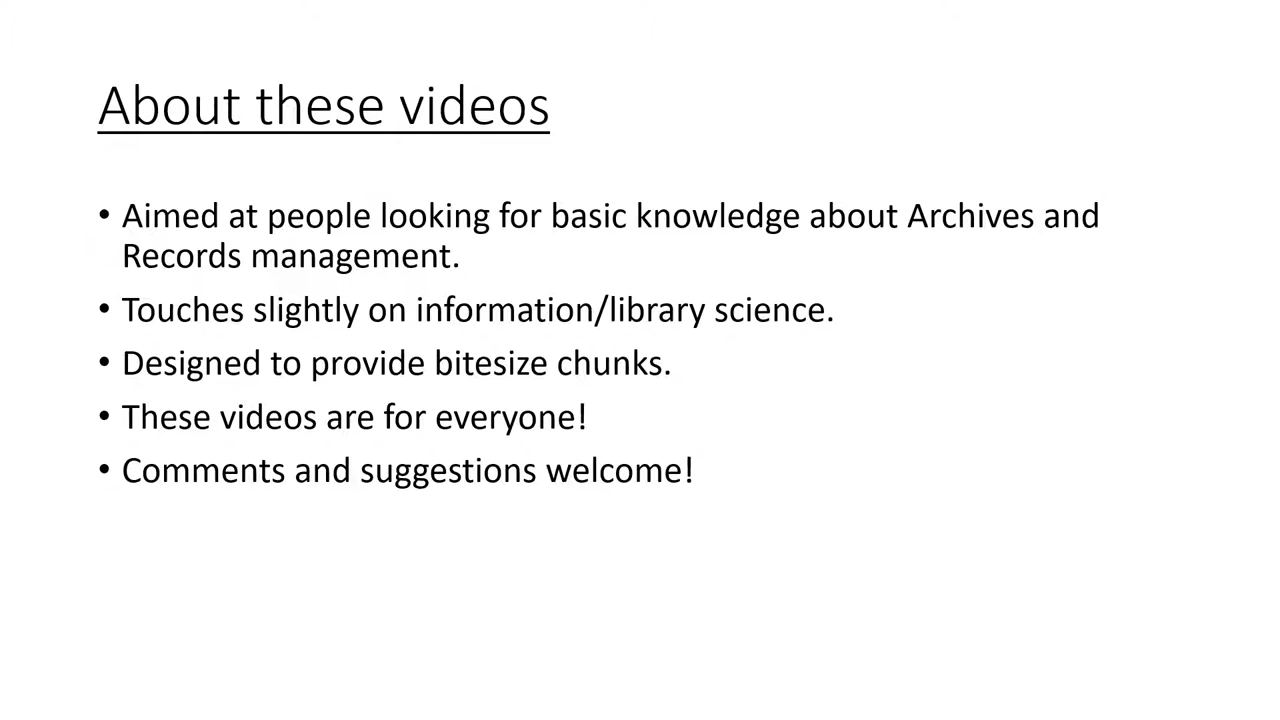 About these videos
• Aimed at people looking for basic knowledge about Archives and
Records management.
• Touches slightly on information/library science.
• Designed to provide bitesize chunks.
• These videos are for everyone!
• Comments and suggestions welcome!